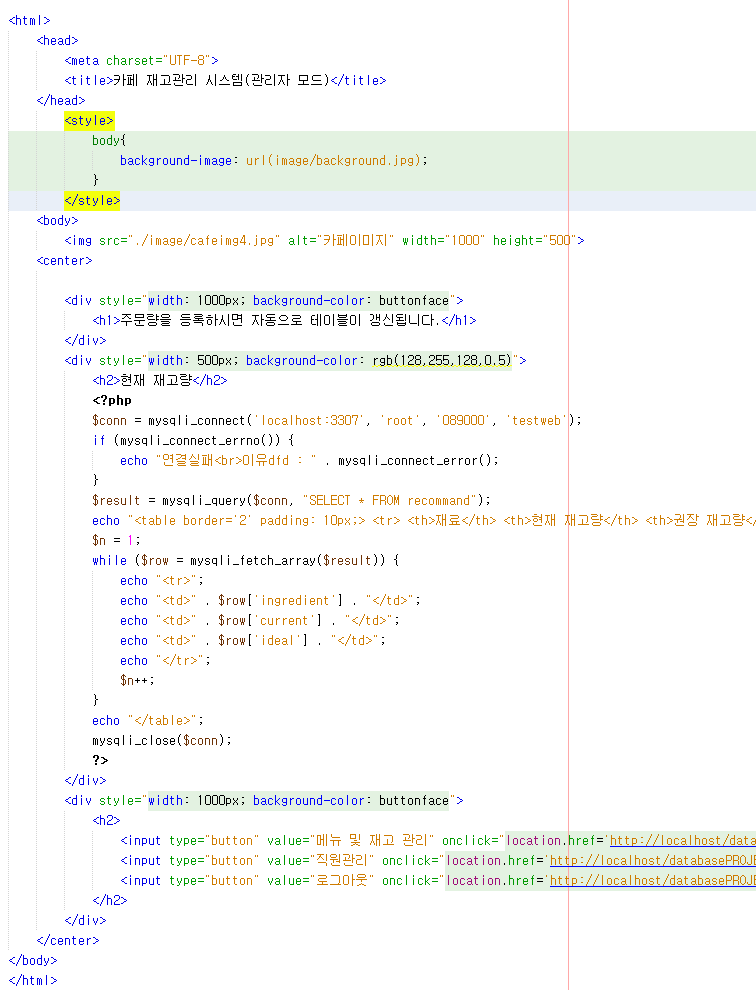 <html>
<head>
<meta charset="UTF-8">
<title>카페 재고관리 시스템(관리자 모드)</title>
</head>
<style>
body{
background-image: url(image/background.jpg);
}
</style>
<body>
<img src="./image/cafeimg4.jpg" alt="카페이미지" width="1000" height="500">
<center>
<div style="width: 1000px; background-color: buttonface">
<h1>주문량을 등록하시면 자동으로 테이블이 갱신됩니다.</h1>
</div>
<div style="width: 500px; background-color: rgb(128,255,128,0.5)">
<h2>현재 재고량</h2>
<?php
$conn = mysqli_connect('localhost:3307', 'root', '089000', 'testweb');
if (mysqli_connect_errno()) {
echo "연결실패<br>이유dfd : " . mysqli_connect_error();
}
$result = mysqli_query($conn, "SELECT * FROM recommand");
echo "<table border='2' padding: 10px;> <tr> <th>재료</th> <th>현재 재고량</th> <th>권장 재고량</
$n = 1;
while ($row = mysqli_fetch_array($result)) {
echo "<tr>";
echo "<td>" . $row['ingredient'] . "</td>";
echo "<td>" . $row['current'] . "</td>";
echo "<td>" . $row['ideal'] . "</td>";
echo "</tr>";
$n++;
}
echo "</table>";
mysqli_close($conn);
?>
</div>
<div style="width: 1000px; background-color: buttonface">
<h2>
<input type="button" value="메뉴 및 재고 관리" onclick="location.href='http://localhost/data
<input type="button" value="직원관리" onclick="location.href='http://localhost/databasePROJE
<input type="button" value="로그아웃" onclick="location.href='http://localhost/databasePROJE
</h2>
</div>
</center>
</body>
</html>